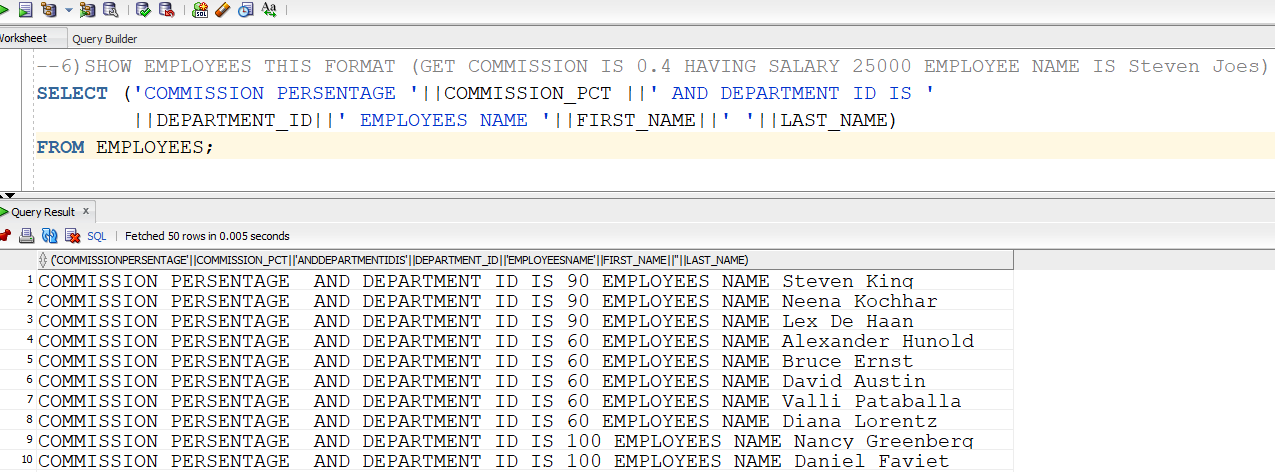 SQL
Aa
Worksheet Query Builder
--6)SHOW EMPLOYEES THIS FORMAT (GET COMMISSION IS 0.4 HAVING SALARY 25000 EMPLOYEE NAME IS Steven Joes)
SELECT ('COMMISSION PERSENTAGE '||COMMISSION_PCT ||' AND DEPARTMENT ID IS '
||DEPARTMENT_ID||' EMPLOYEES NAME '||FIRST_NAME||' '||LAST_NAME)
FROM EMPLOYEES;
Query Result x
SQL | Fetched 50 rows in 0.005 seconds
('COMMISSIONPERSENTAGE'||COMMISSION_PCT||'ANDDEPARTMENTIDIS'||DEPARTMENT_ID||'EMPLOYEESNAME'||FIRST_NAME||''||LAST_NAME)
1 COMMISSION PERSENTAGE  AND DEPARTMENT ID IS 90 EMPLOYEES NAME Steven King
2 COMMISSION PERSENTAGE  AND DEPARTMENT ID IS 90 EMPLOYEES NAME Neena Kochhar
3 COMMISSION PERSENTAGE  AND DEPARTMENT ID IS 90 EMPLOYEES NAME Lex De Haan
4 COMMISSION PERSENTAGE  AND DEPARTMENT ID IS 60 EMPLOYEES NAME Alexander Hunold
5 COMMISSION PERSENTAGE  AND DEPARTMENT ID IS 60 EMPLOYEES NAME Bruce Ernst
6 COMMISSION PERSENTAGE  AND DEPARTMENT ID IS 60 EMPLOYEES NAME David Austin
7 COMMISSION PERSENTAGE  AND DEPARTMENT ID IS 60 EMPLOYEES NAME Valli Pataballa
8 COMMISSION PERSENTAGE  AND DEPARTMENT ID IS 60 EMPLOYEES NAME Diana Lorentz
9 COMMISSION PERSENTAGE  AND DEPARTMENT ID IS 100 EMPLOYEES NAME Nancy Greenberg
10 COMMISSION PERSENTAGE  AND DEPARTMENT ID IS 100 EMPLOYEES NAME Daniel Faviet